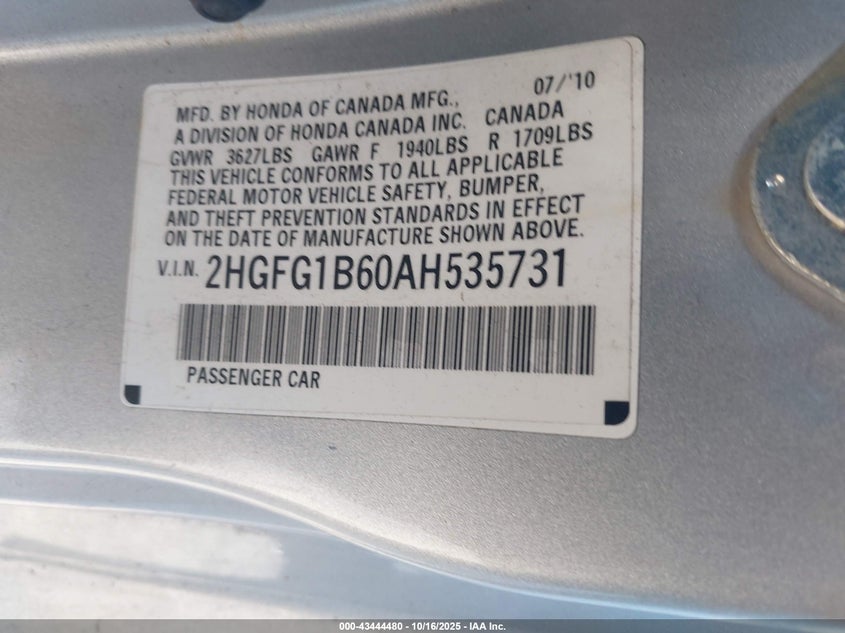 07/'10
MFD. BY HONDA OF CANADA MFG.,
A DIVISION OF HONDA CANADA INC. CANADA
GVWR 3627LBS GAWR F 1940LBS R 1709LBS
THIS VEHICLE CONFORMS TO ALL APPLICABLE
FEDERAL MOTOR VEHICLE SAFETY, BUMPER,
AND THEFT PREVENTION STANDARDS IN EFFECT
ON THE DATE OF MANUFACTURE SHOWN ABOVE.
V.I.N. 2HGFG1B60AH535731
PASSENGER CAR
000-43444480 - 10/16/2025 - IAA Inc.